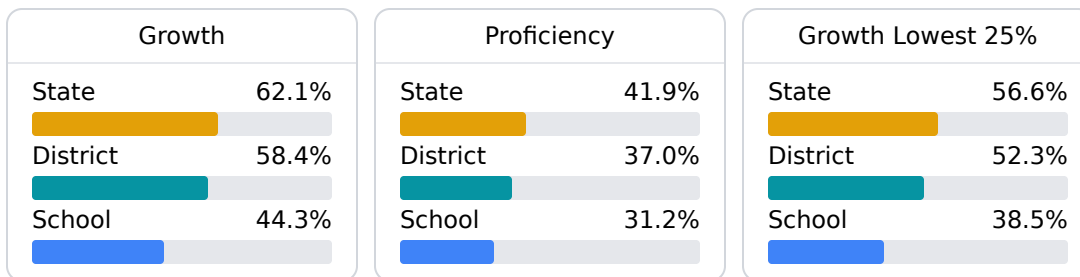 Growth
State 62.1%
District 58.4%
School 44.3%
Proficiency
State 41.9%
District 37.0%
School 31.2%
Growth Lowest 25%
State 56.6%
District 52.3%
School 38.5%